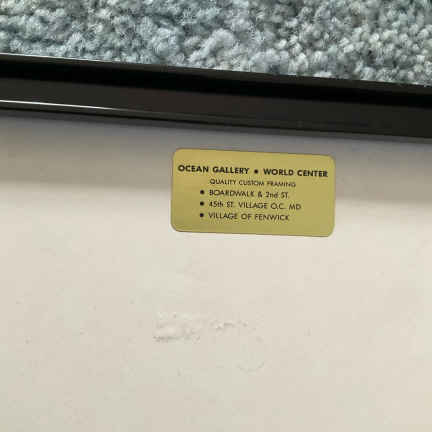 OCEAN GALLERY • WORLD CENTER
QUALITY CUSTOM FRAMING
• BOARDWALK & 2nd ST.
• 45th ST. VILLAGE O.C. MD
• VILLAGE OF FENWICK